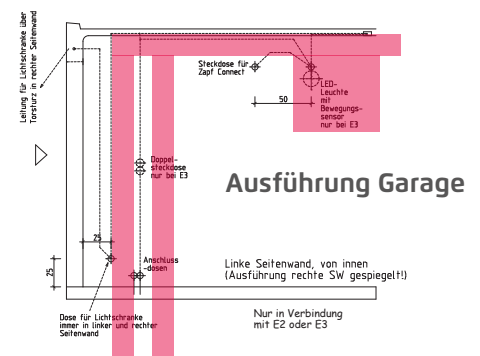 Leitung für Lichtschranke über
Torsturz in rechter Seitenwand
Steckdose für
Zapf Connect
LED-
Leuchte
mit
Bewegungs-
sensor
nur bei E3
50
Doppel-
steckdose
nur bei E3
Ausführung Garage
25
25
Anschluss
-dosen
Linke Seitenwand, von innen
(Ausführung rechte SW gespiegelt!)
Dose für Lichtschranke
immer in linker und rechter
Seitenwand
Nur in Verbindung
mit E2 oder E3